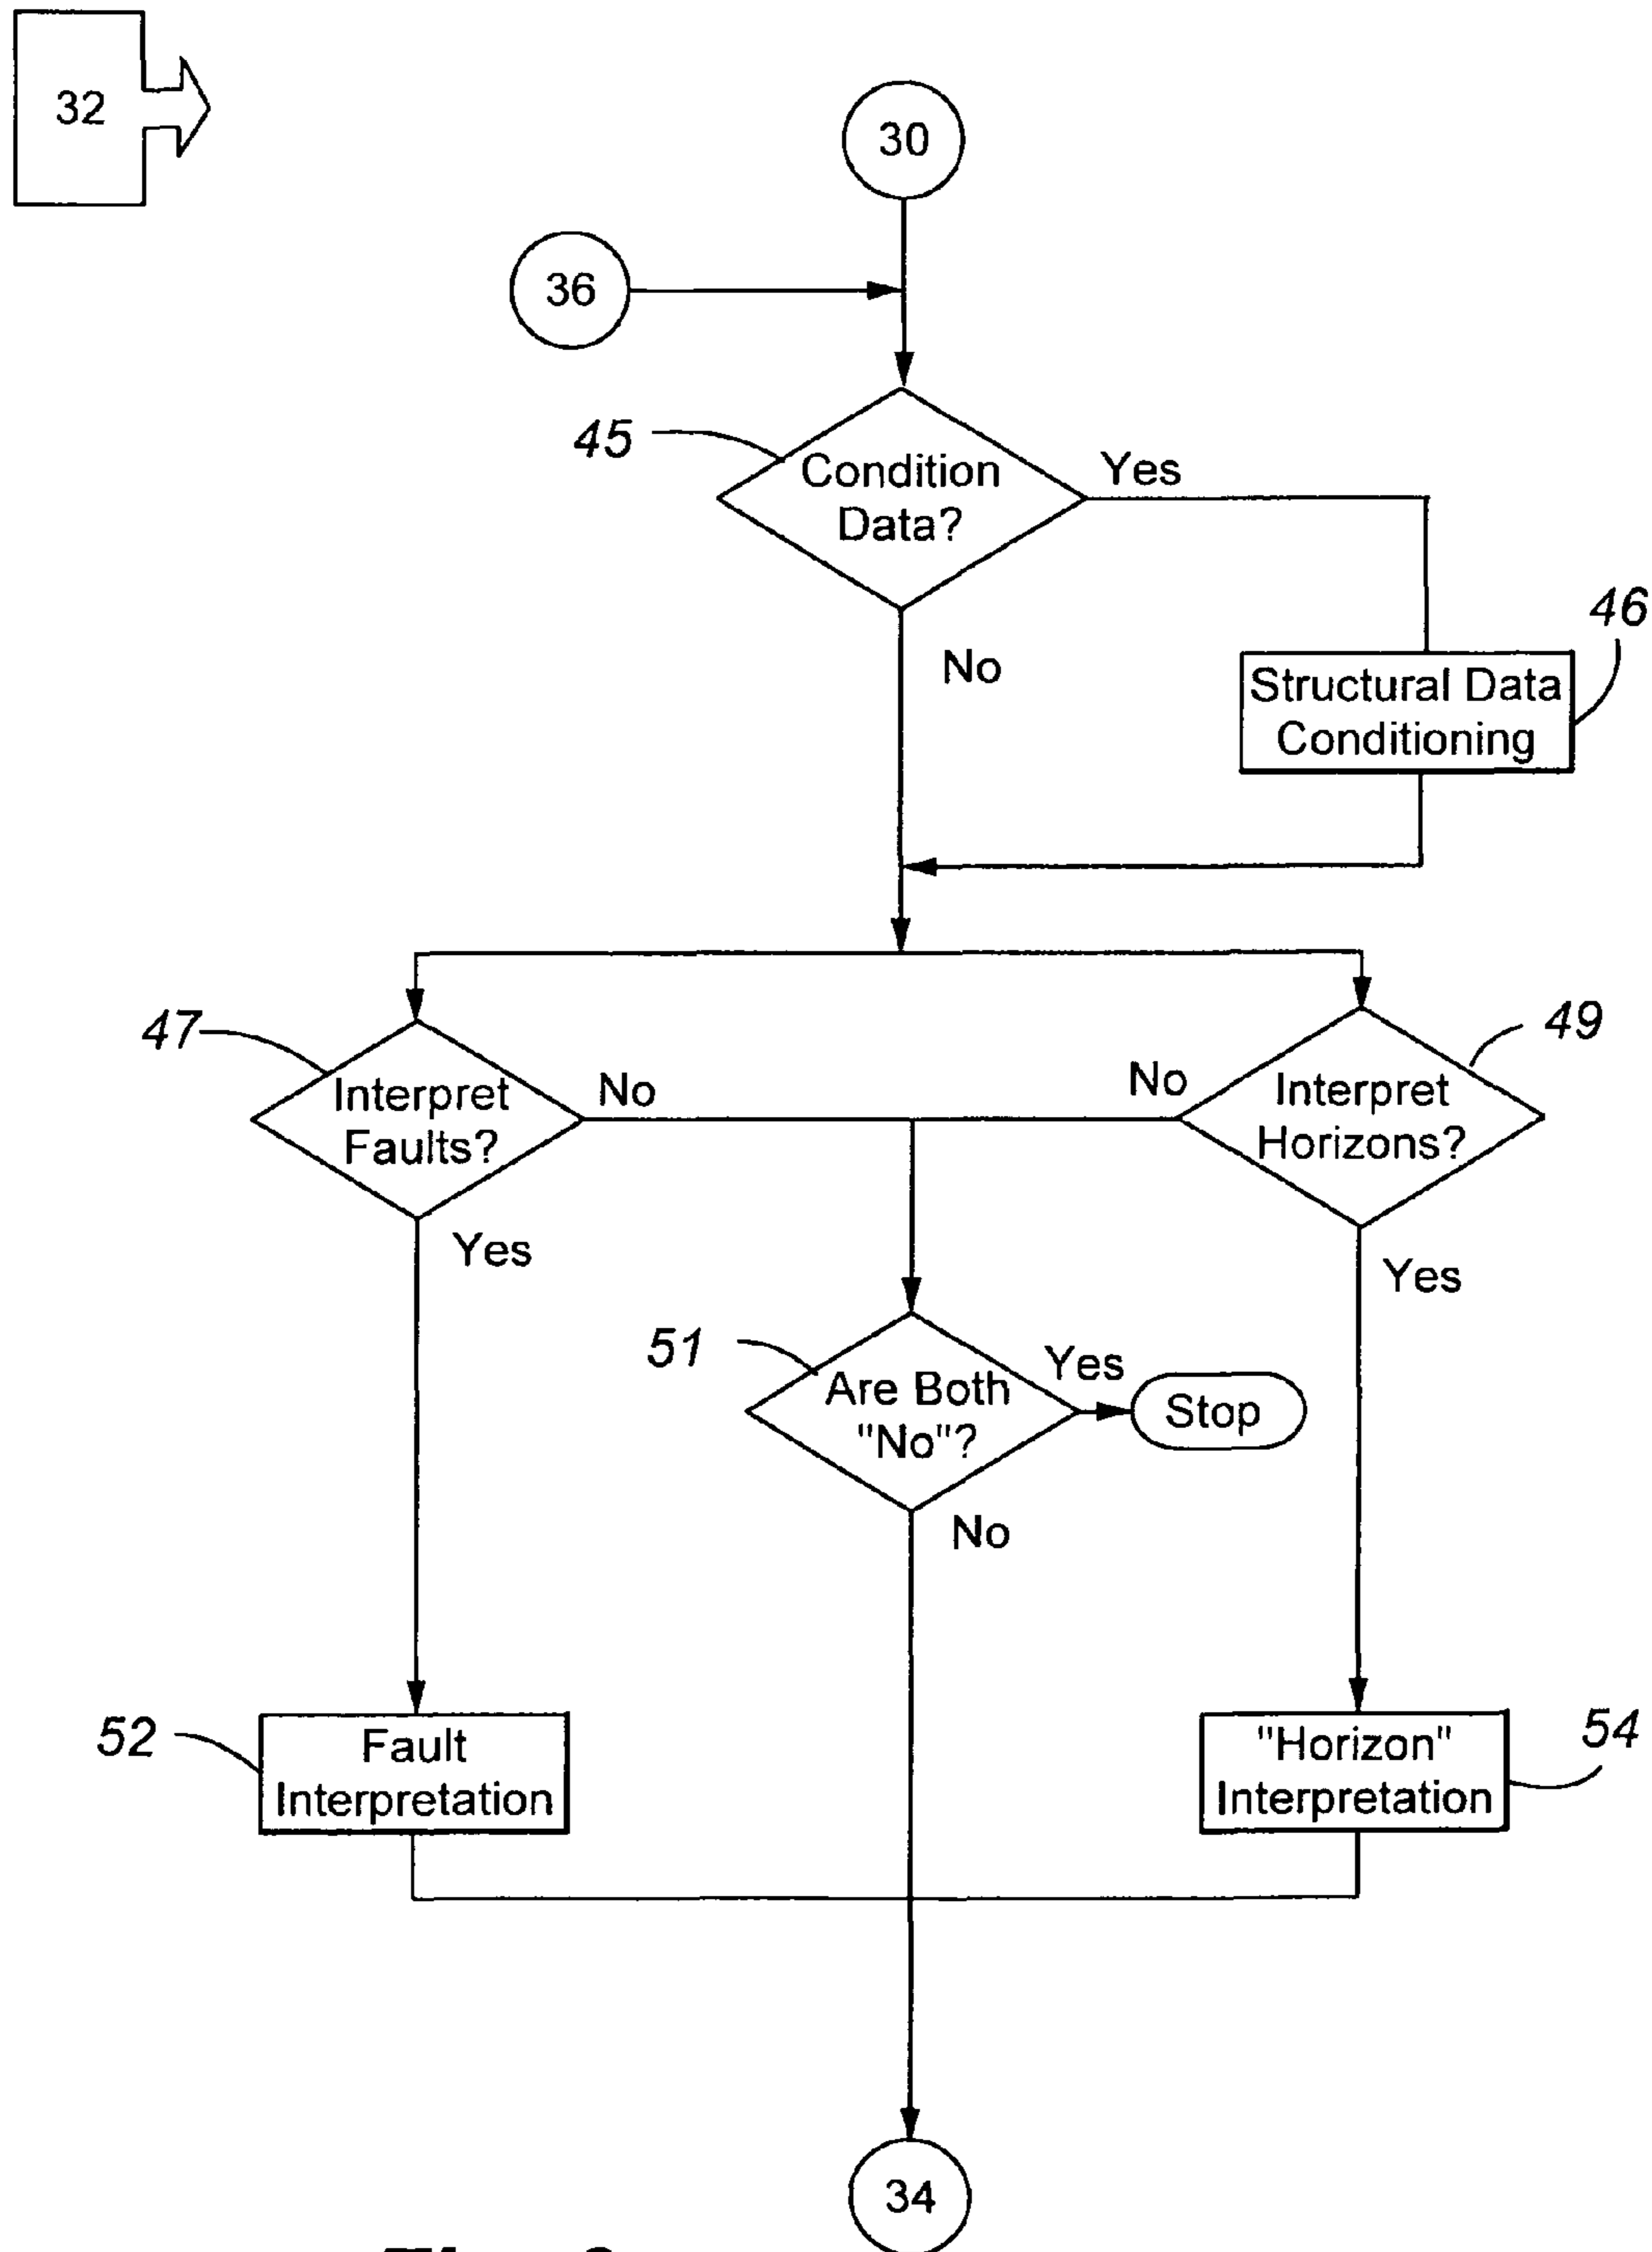 32
30
36
45
Condition
Data?
Yes
No
46
Structural Data
Conditioning
47
Interpret
Faults?
No
Yes
49
No
Interpret
Horizons?
Yes
51
Are Both
"No"?
Yes
Stop
No
52
Fault
Interpretation
"Horizon"
Interpretation
54
34